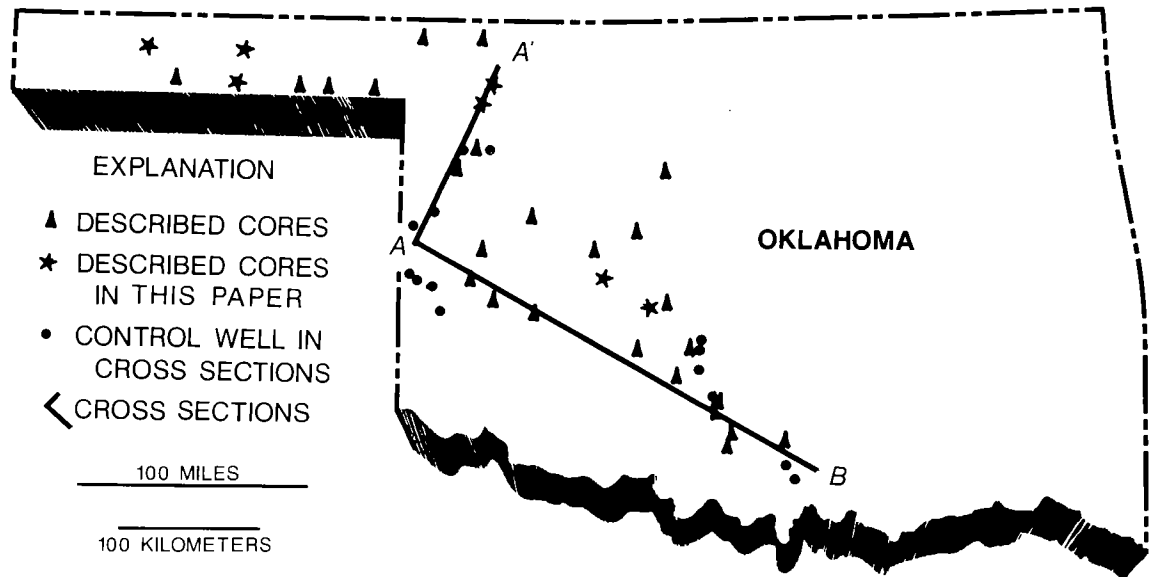 A'
EXPLANATION
DESCRIBED CORES
DESCRIBED CORES
IN THIS PAPER
CONTROL WELL IN
CROSS SECTIONS
CROSS SECTIONS
100 MILES
100 KILOMETERS
A
OKLAHOMA
B